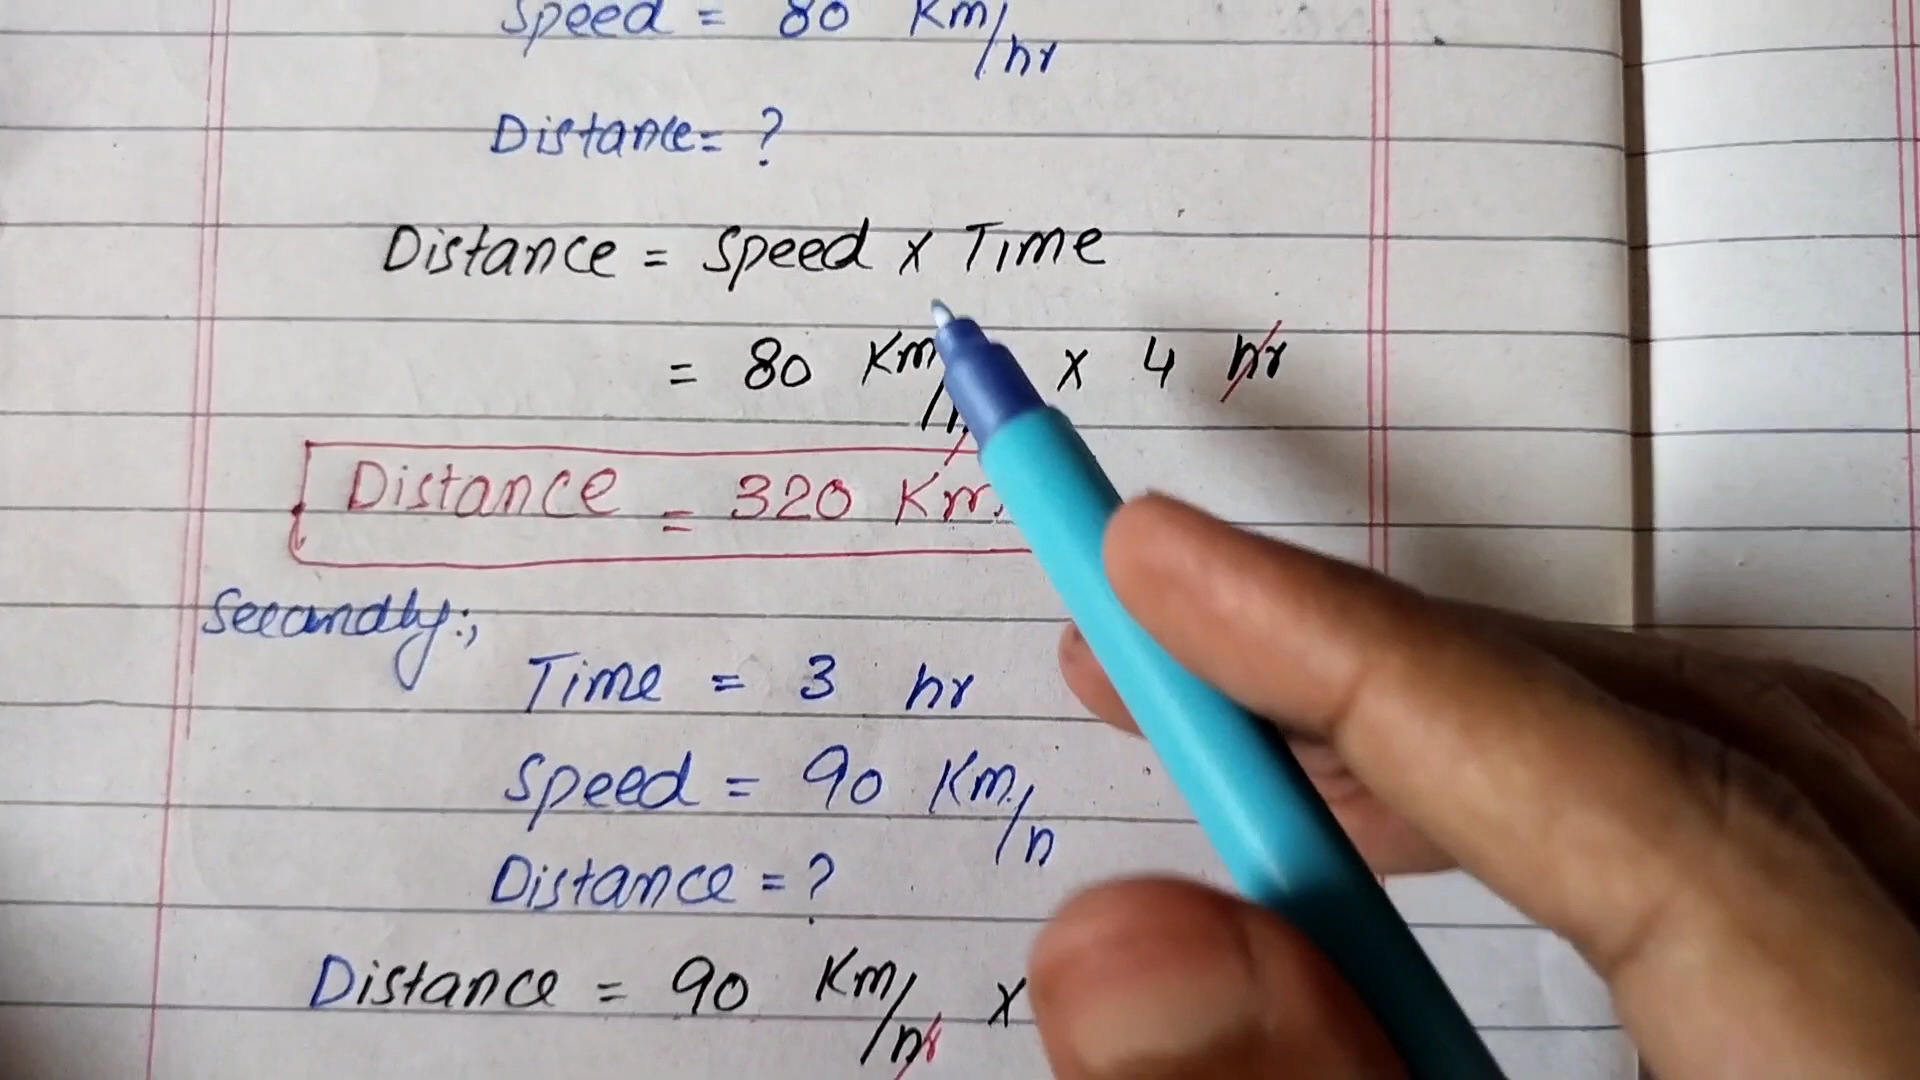 Speed = 80 Km/hr
Distance = ?
Distance = Speed x Time
= 80 Km/ x 4 hr
Distance = 320 Km.
Secandly:,
Time = 3 hr
Speed = 90 Km/h
Distance = ?
Distance = 90 Km/hr x